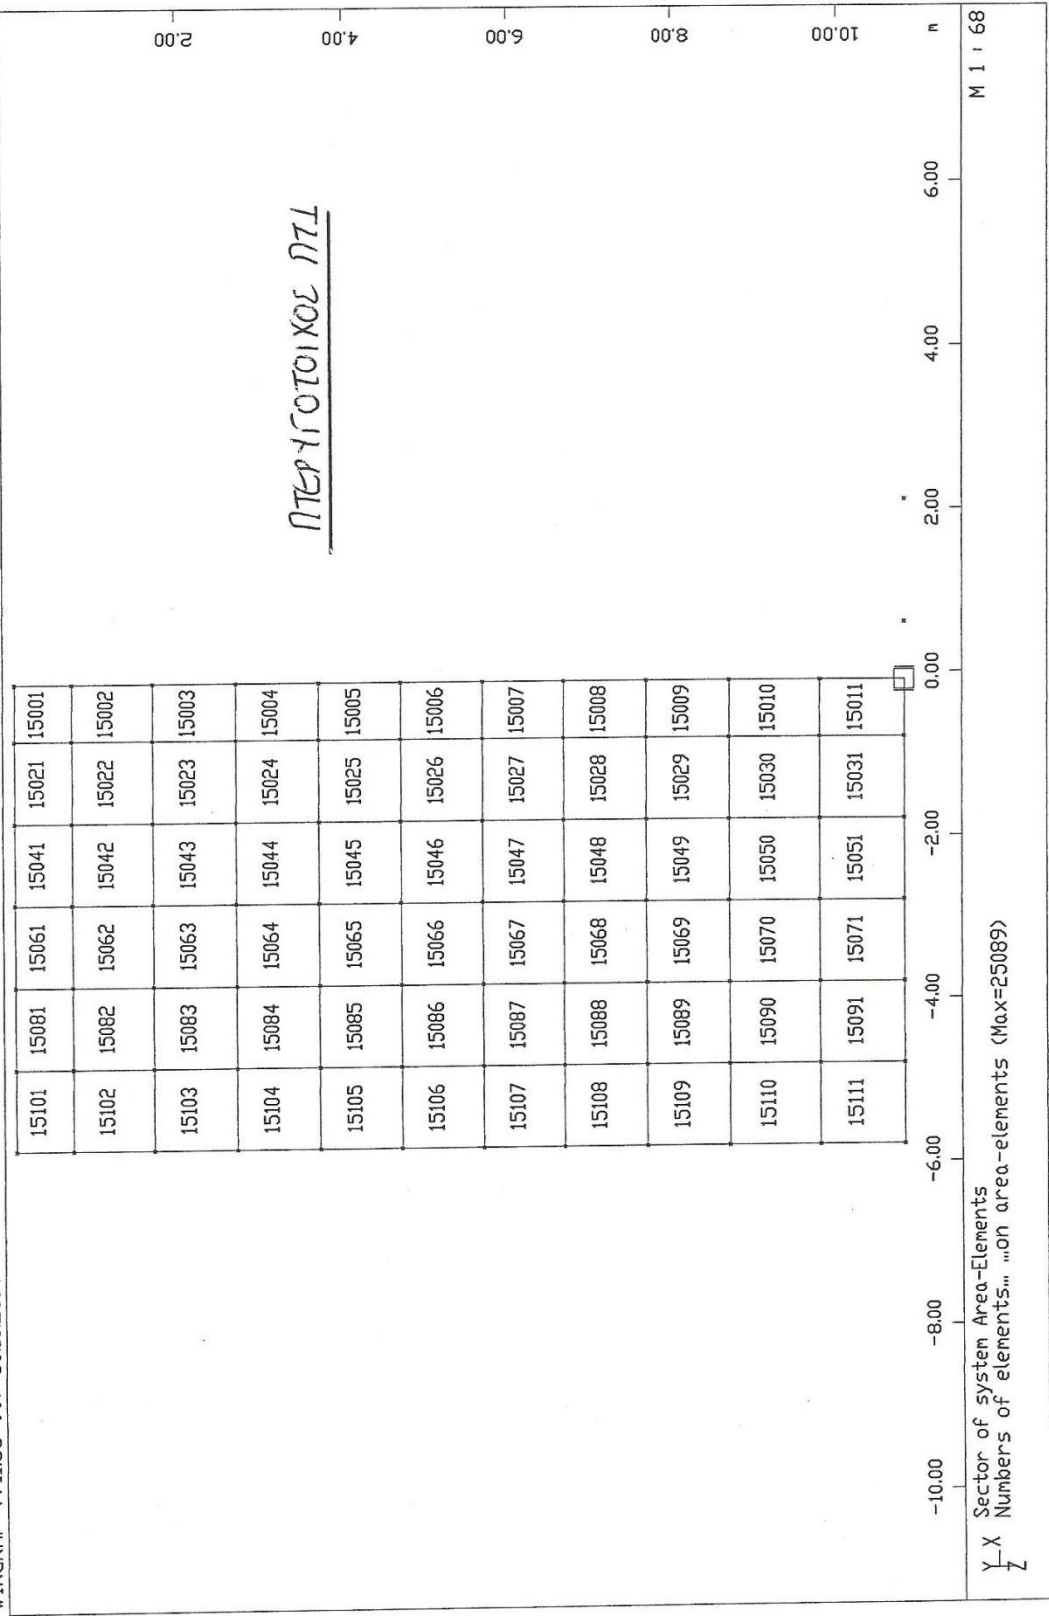 15101 15081 15061 15041 15021 15001
15102 15082 15062 15042 15022 15002
15103 15083 15063 15043 15023 15003
15104 15084 15064 15044 15024 15004
15105 15085 15065 15045 15025 15005
15106 15086 15066 15046 15026 15006
15107 15087 15067 15047 15027 15007
15108 15088 15068 15048 15028 15008
15109 15089 15069 15049 15029 15009
15110 15090 15070 15050 15030 15010
15111 15091 15071 15051 15031 15011
ΠΤΕΡΥΓΟΤΟΙΧΟΣ ΠΤ1
2.00
4.00
6.00
8.00
10.00
m
-10.00 -8.00 -6.00 -4.00 -2.00 0.00 2.00 4.00 6.00
Y X Sector of system Area-Elements M 1 : 68
Z Numbers of elements... ...on area-elements (Max=25089)